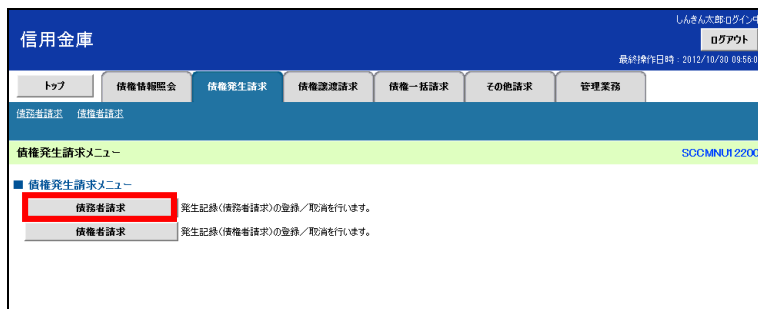 しんきん太郎:ログイン中
信用金庫
ログアウト
最終操作日時：2012/10/30 09:56:0
トップ 債権情報照会 債権発生請求 債権譲渡請求 債権一括請求 その他請求 管理業務
債務者請求 債権者請求
債権発生請求メニュー SCCMNU12200
■ 債権発生請求メニュー
債務者請求 発生記録(債務者請求)の登録／取消を行います。
債権者請求 発生記録(債権者請求)の登録／取消を行います。